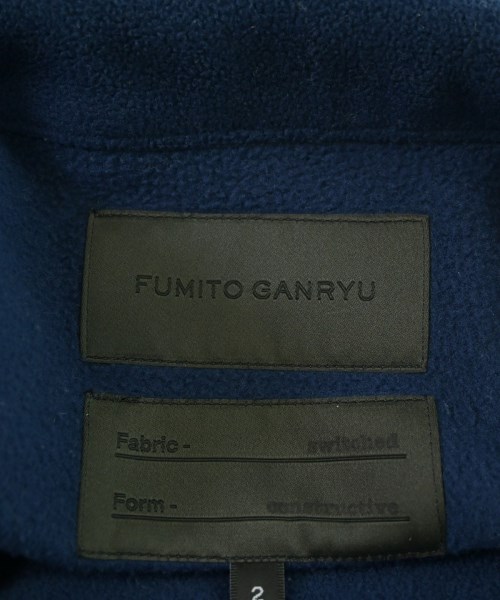 FUMITO GANRYU
Fabric - switched
Form - constructive
2